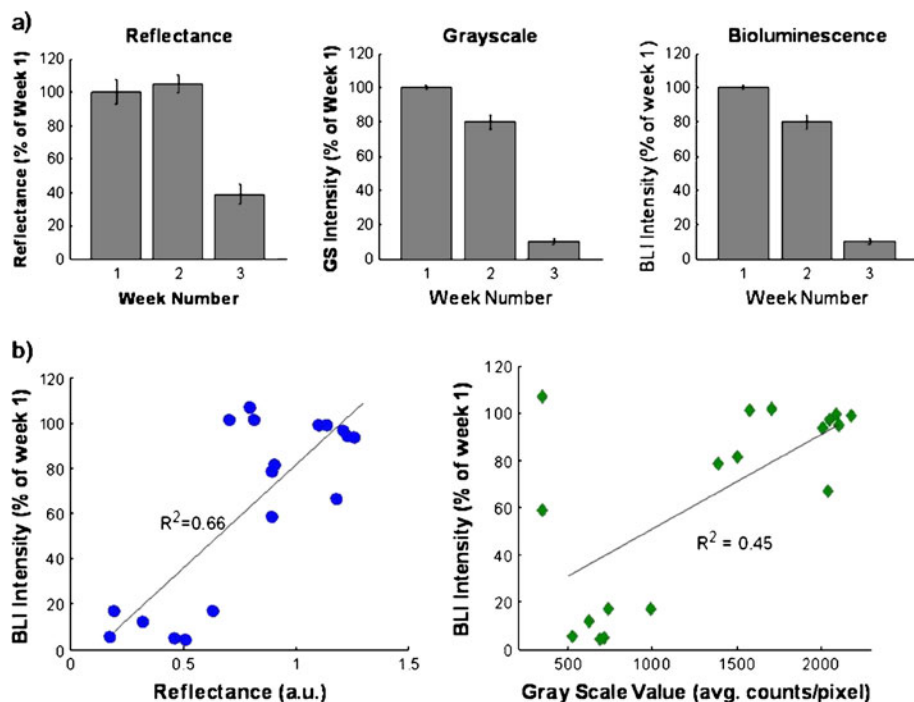 a)
Reflectance
Reflectance (% of Week 1)
120
100
80
60
40
20
0
1 2 3
Week Number
Grayscale
GS Intensity (% of Week 1)
120
100
80
60
40
20
0
1 2 3
Week Number
Bioluminescence
BLI Intensity (% of week 1)
120
100
80
60
40
20
0
1 2 3
Week Number
b)
BLI Intensity (% of week 1)
120
100
80
60
40
20
0
R²=0.66
0 0.5 1 1.5
Reflectance (a.u.)
BLI Intensity (% of week 1)
120
100
80
60
40
20
0
R² = 0.45
500 1000 1500 2000
Gray Scale Value (avg. counts/pixel)